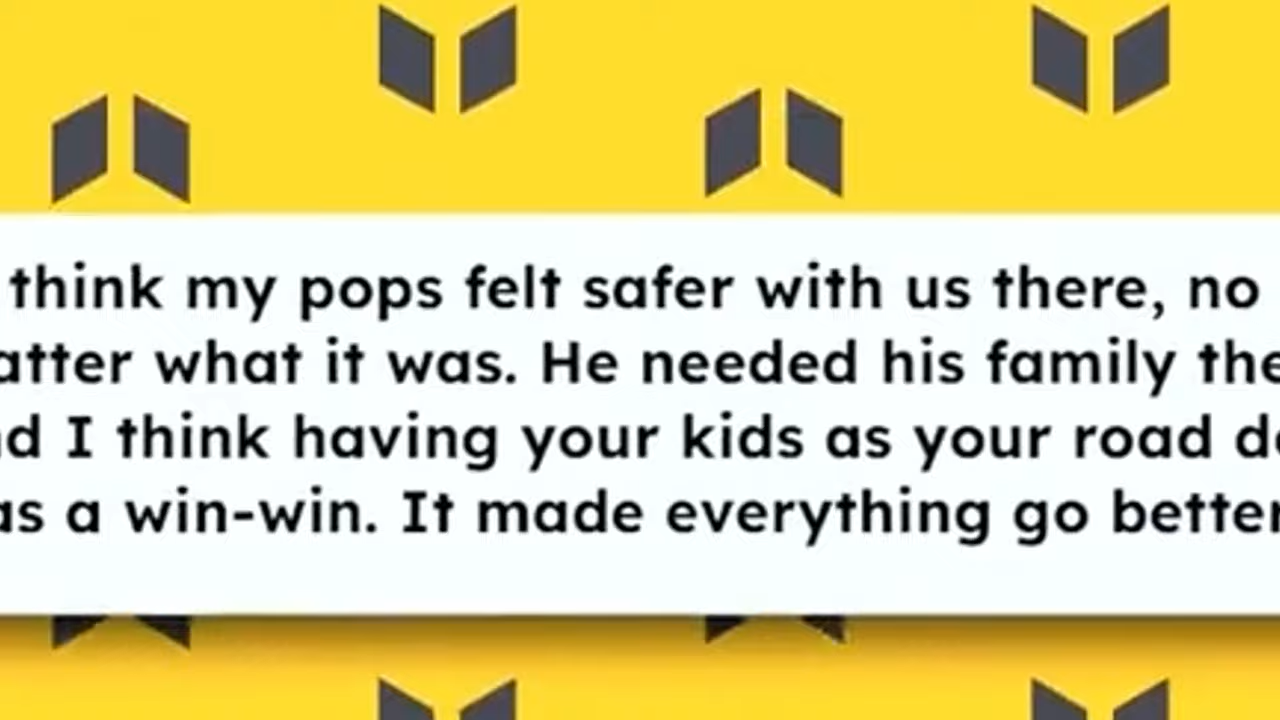 think my pops felt safer with us there, no
atter what it was. He needed his family the
nd I think having your kids as your road d
as a win-win. It made everything go better